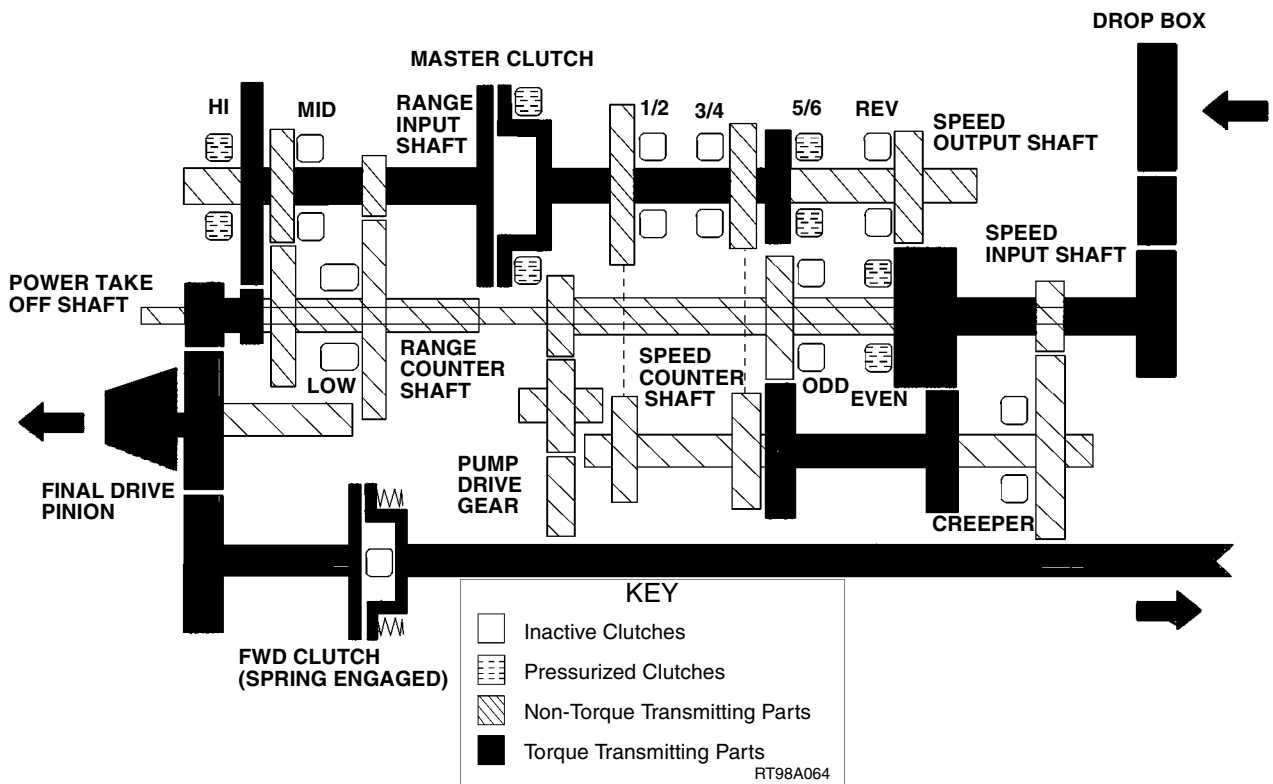 DROP BOX
MASTER CLUTCH
HI
MID
RANGE
INPUT
SHAFT
1/2
3/4
5/6
REV
SPEED
OUTPUT SHAFT
SPEED
INPUT SHAFT
POWER TAKE
OFF SHAFT
LOW
RANGE
COUNTER
SHAFT
SPEED
COUNTER
SHAFT
ODD
EVEN
FINAL DRIVE
PINION
PUMP
DRIVE
GEAR
CREEPER
FWD CLUTCH
(SPRING ENGAGED)
KEY
Inactive Clutches
Pressurized Clutches
Non-Torque Transmitting Parts
Torque Transmitting Parts
RT98A064